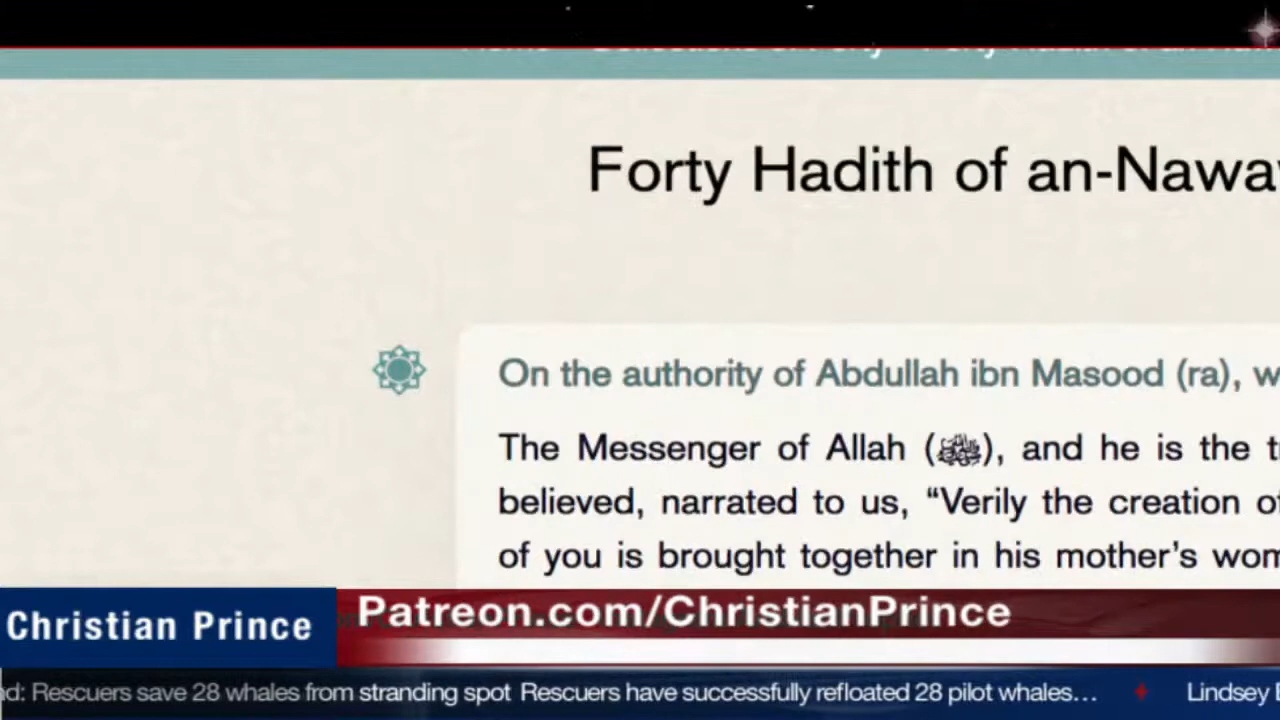 Forty Hadith of an-Nawa
On the authority of Abdullah ibn Masood (ra), w
The Messenger of Allah (ﷺ), and he is the t
believed, narrated to us, “Verily the creation of
of you is brought together in his mother’s wom
Christian Prince
Patreon.com/ChristianPrince
nd: Rescuers save 28 whales from stranding spot Rescuers have successfully refloated 28 pilot whales… Lindsey